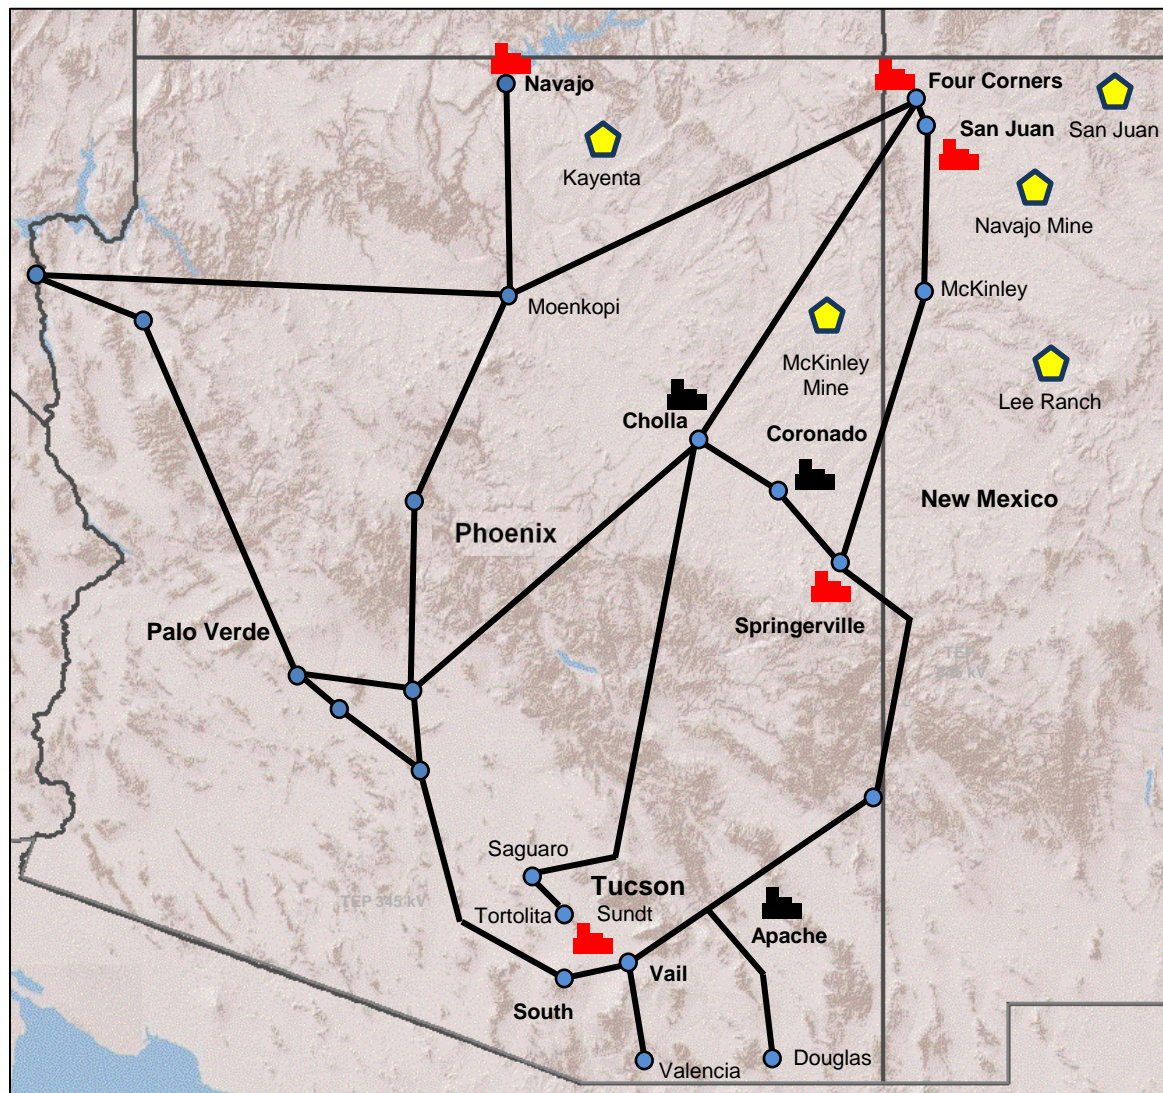 Navajo
Four Corners
San Juan
San Juan
Kayenta
Navajo Mine
McKinley
Moenkopi
McKinley
Mine
Lee Ranch
Cholla
Coronado
New Mexico
Phoenix
Springerville
Palo Verde
Saguaro
Tucson
Tortolita
Sundt
TEP 345 kV
Apache
Vail
South
Valencia
Douglas